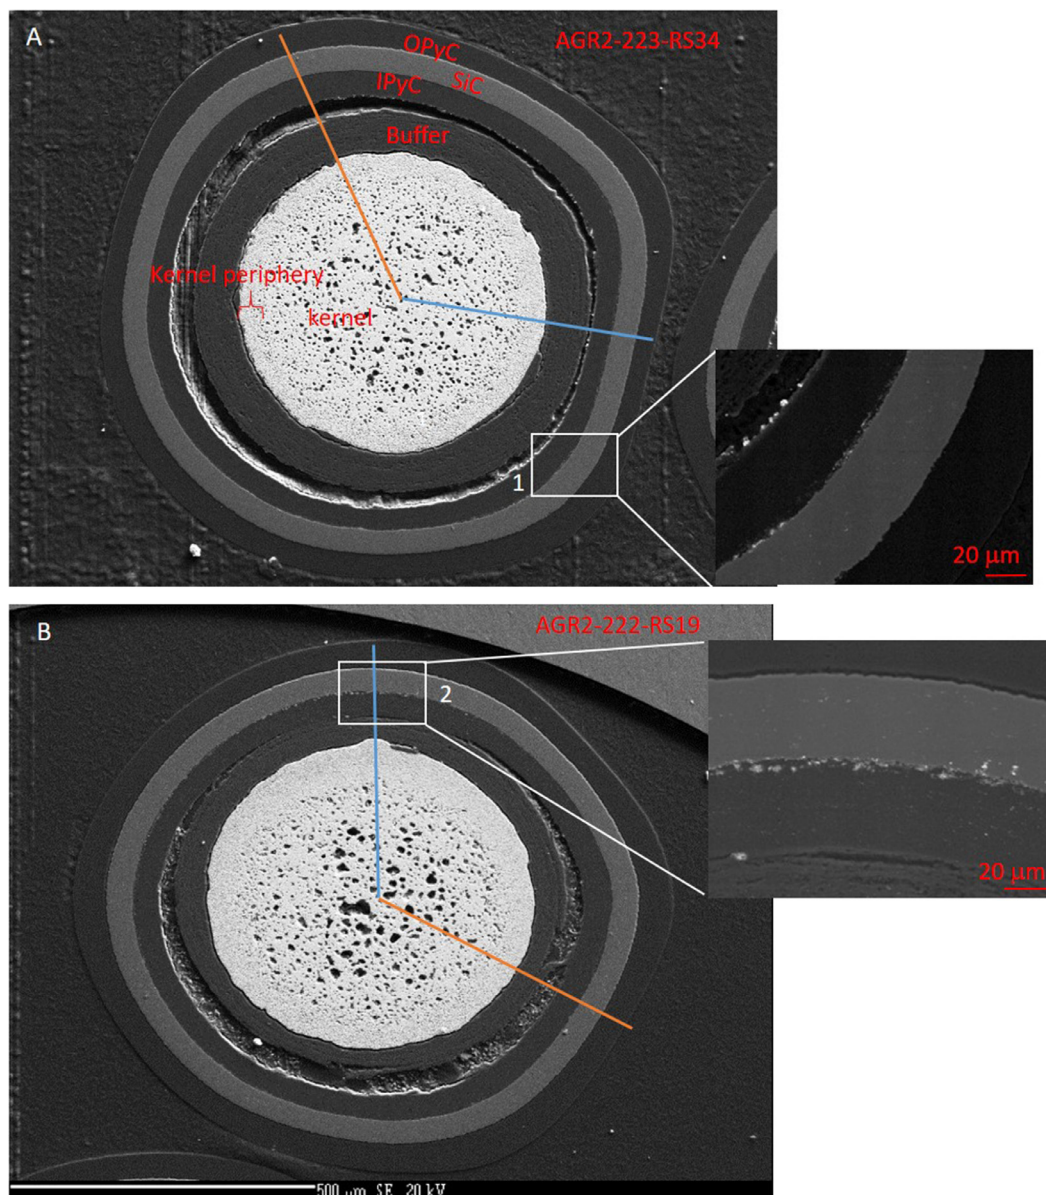 A
AGR2-223-RS34
OPyC
IPyC SiC
Buffer
Kernel periphery
kernel
1
20 μm
B
AGR2-222-RS19
2
20 μm
500 μm SE 20 kV